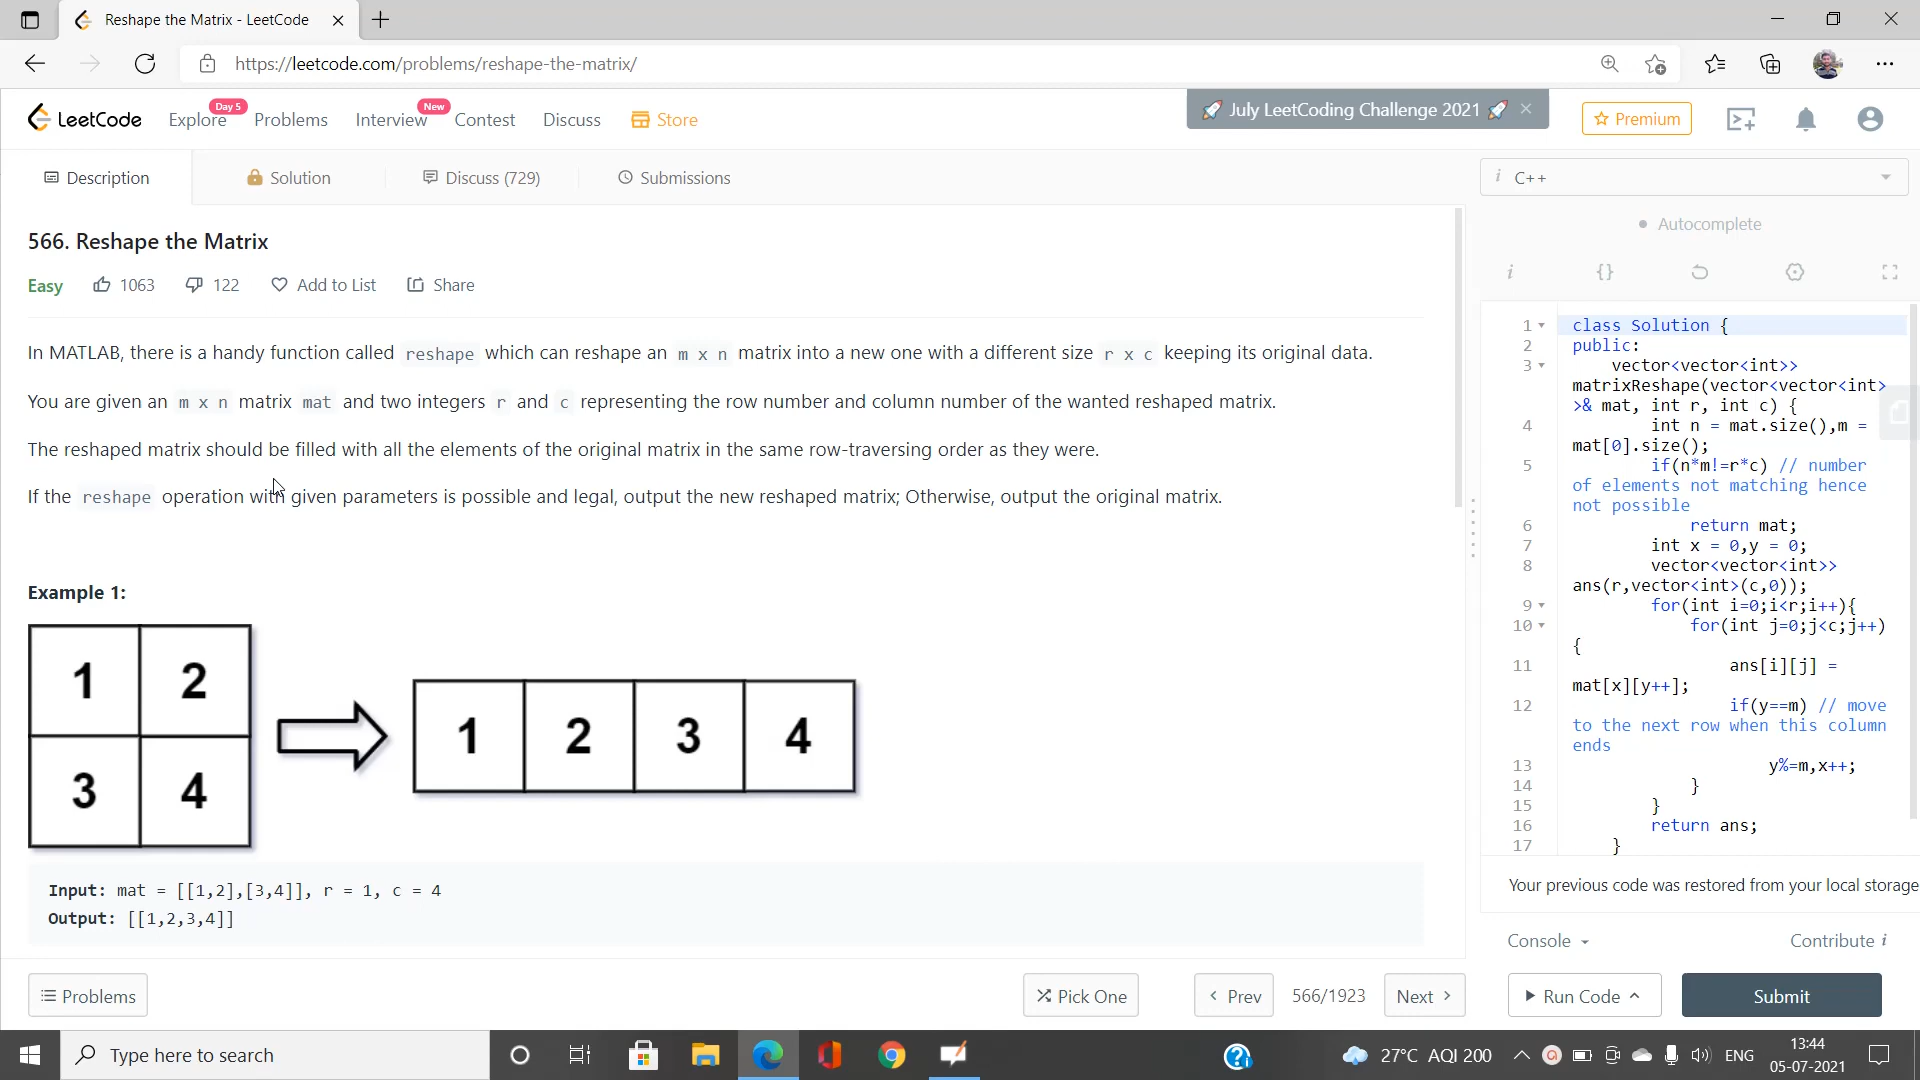 Reshape the Matrix - LeetCode
https://leetcode.com/problems/reshape-the-matrix/
LeetCode
Explore
Day 5
Problems
Interview
New
Contest
Discuss
Store
July LeetCoding Challenge 2021
Premium
Description
Solution
Discuss (729)
Submissions
i C++
Autocomplete
566. Reshape the Matrix
Easy
1063
122
Add to List
Share
In MATLAB, there is a handy function called reshape which can reshape an m x n matrix into a new one with a different size r x c keeping its original data.
You are given an m x n matrix mat and two integers r and c representing the row number and column number of the wanted reshaped matrix.
The reshaped matrix should be filled with all the elements of the original matrix in the same row-traversing order as they were.
If the reshape operation with given parameters is possible and legal, output the new reshaped matrix; Otherwise, output the original matrix.
Example 1:
1 2
3 4
1 2 3 4
Input: mat = [[1,2],[3,4]], r = 1, c = 4
Output: [[1,2,3,4]]
i {}
1 class Solution {
2 public:
3 vector<vector<int>>
matrixReshape(vector<vector<int>
>& mat, int r, int c) {
4 int n = mat.size(),m =
mat[0].size();
5 if(n*m!=r*c) // number
of elements not matching hence
not possible
6 return mat;
7 int x = 0,y = 0;
8 vector<vector<int>>
ans(r,vector<int>(c,0));
9 for(int i=0;i<r;i++){
10 for(int j=0;j<c;j++)
{
11 ans[i][j] =
mat[x][y++];
12 if(y==m) // move
to the next row when this column
ends
13 y%=m,x++;
14 }
15 }
16 return ans;
17 }
Your previous code was restored from your local storage
Console
Contribute i
Problems
Pick One
Prev
566/1923
Next
Run Code
Submit
Type here to search
27°C AQI 200
ENG
13:44
05-07-2021